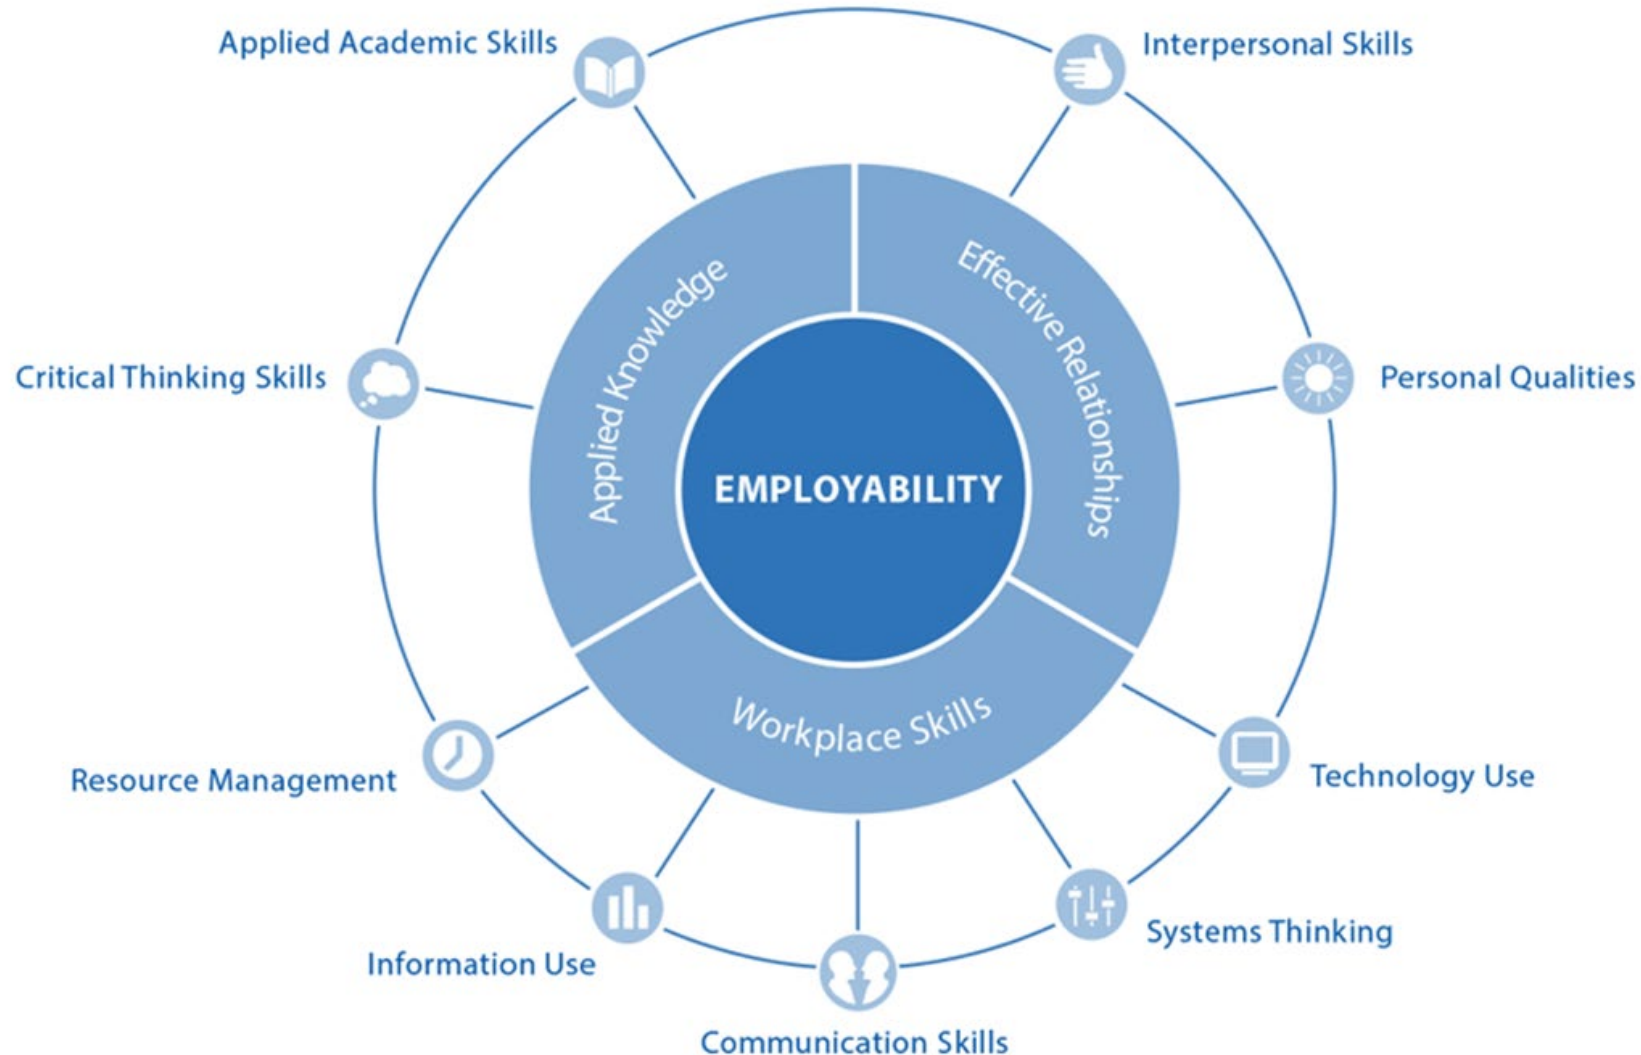 Applied Academic Skills
Interpersonal Skills
Applied Knowledge
Effective Relationships
Critical Thinking Skills
Personal Qualities
EMPLOYABILITY
Workplace Skills
Resource Management
Technology Use
Information Use
Systems Thinking
Communication Skills